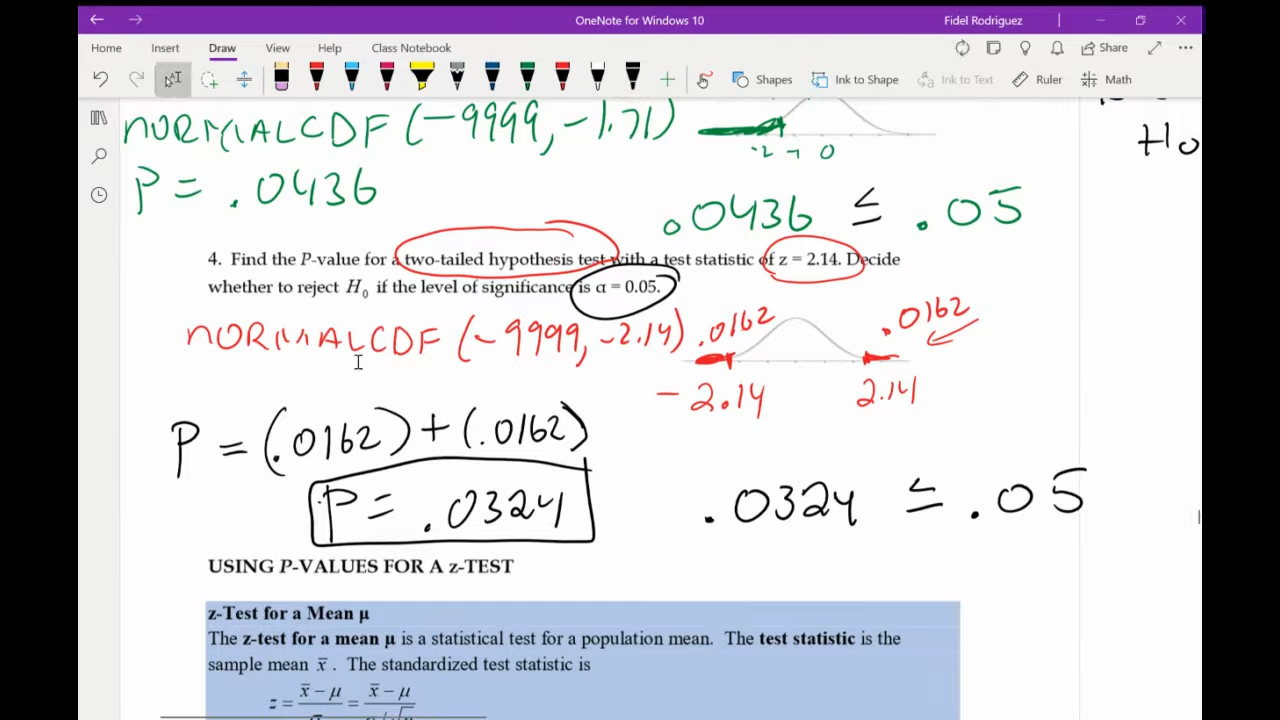 OneNote for Windows 10
Fidel Rodriguez
Home Insert Draw View Help Class Notebook Share
Shapes Ink to Shape Ink to Text Ruler Math
NORMALCDF (-9999, -1.71)
-2 -1 0
Ho
P = .0436
.0436 ≤ .05
4. Find the P-value for a two-tailed hypothesis test with a test statistic of z = 2.14. Decide
whether to reject H₀ if the level of significance is α = 0.05.
NORMALCDF (-9999, -2.14) .0162 .0162
-2.14 2.14
P = (.0162) + (.0162)
P = .0324
.0324 ≤ .05
USING P-VALUES FOR A z-TEST
z-Test for a Mean μ
The z-test for a mean μ is a statistical test for a population mean. The test statistic is the
sample mean x̄ . The standardized test statistic is
z = x̄ − μ = x̄ − μ